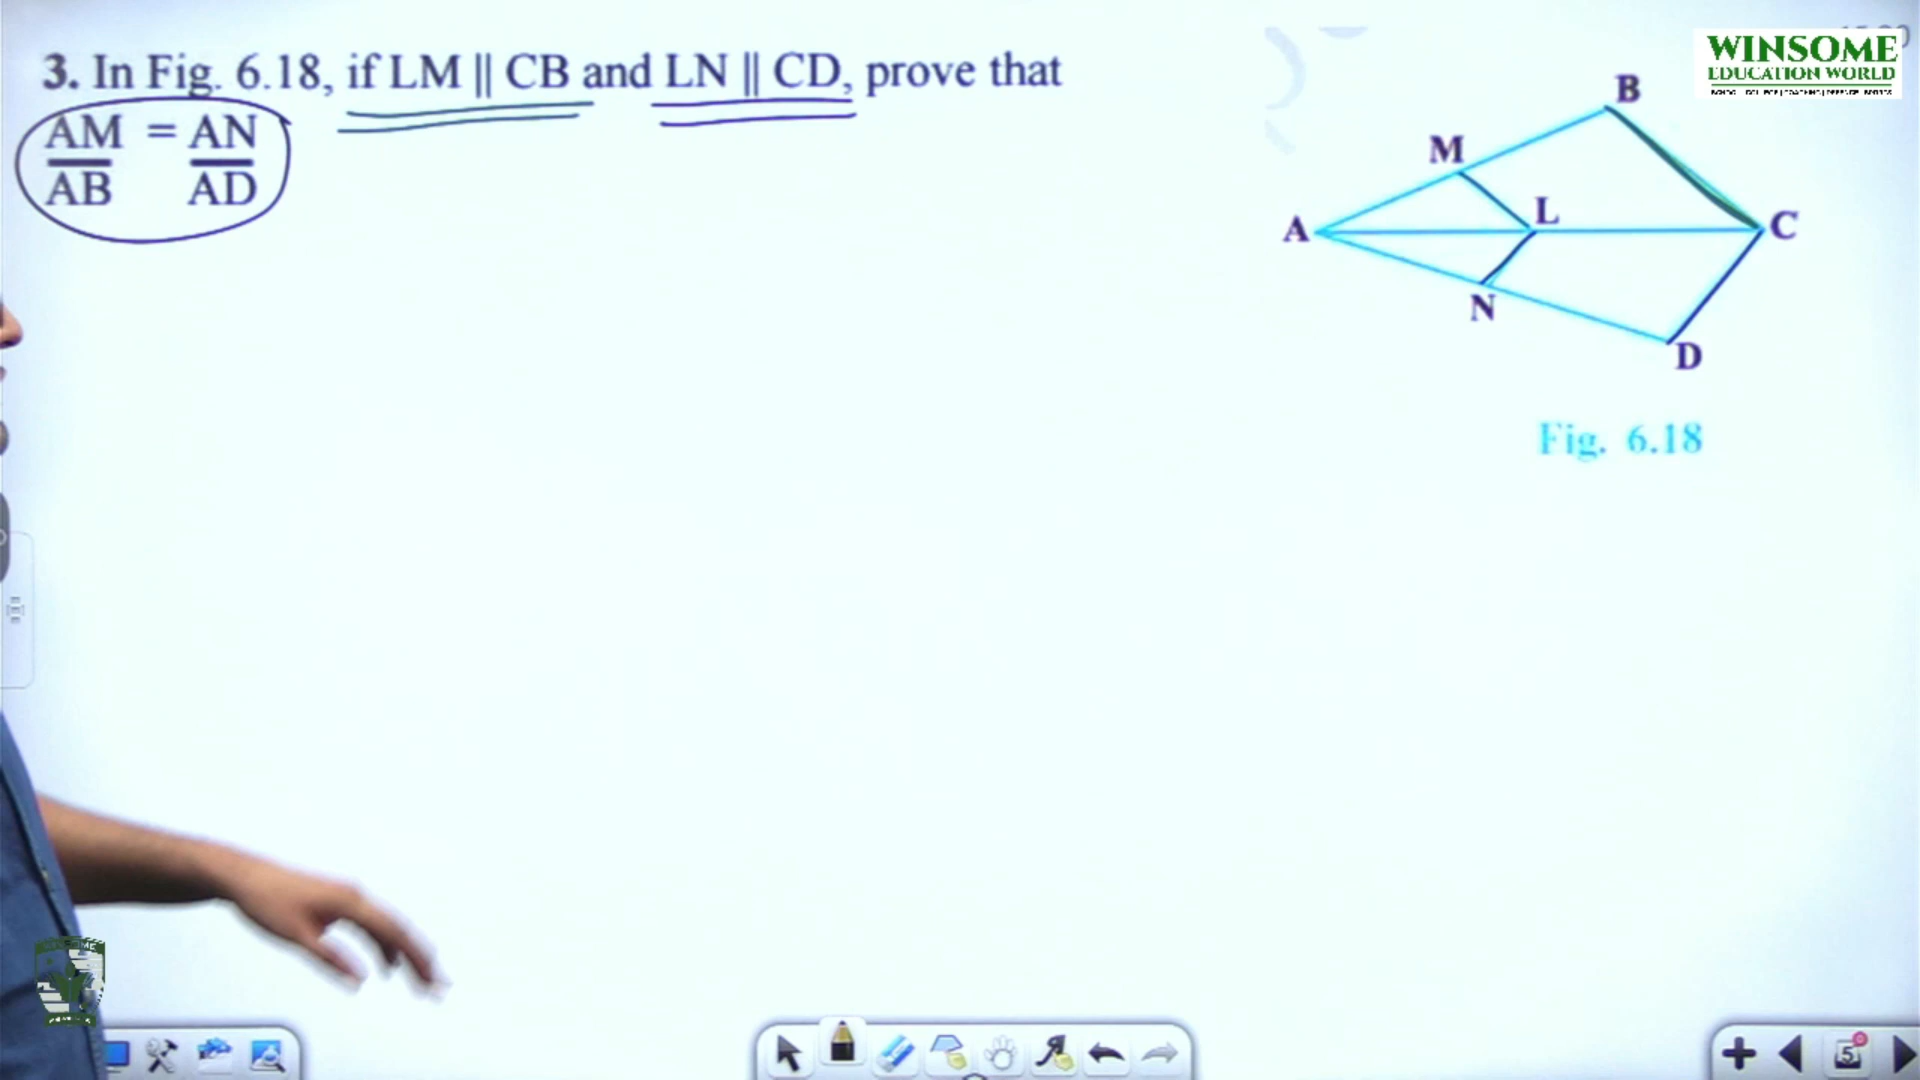 3. In Fig. 6.18, if LM || CB and LN || CD, prove that
AM = AN
AB AD
WINSOME
EDUCATION WORLD
B
M
L
A
C
N
D
Fig. 6.18
5